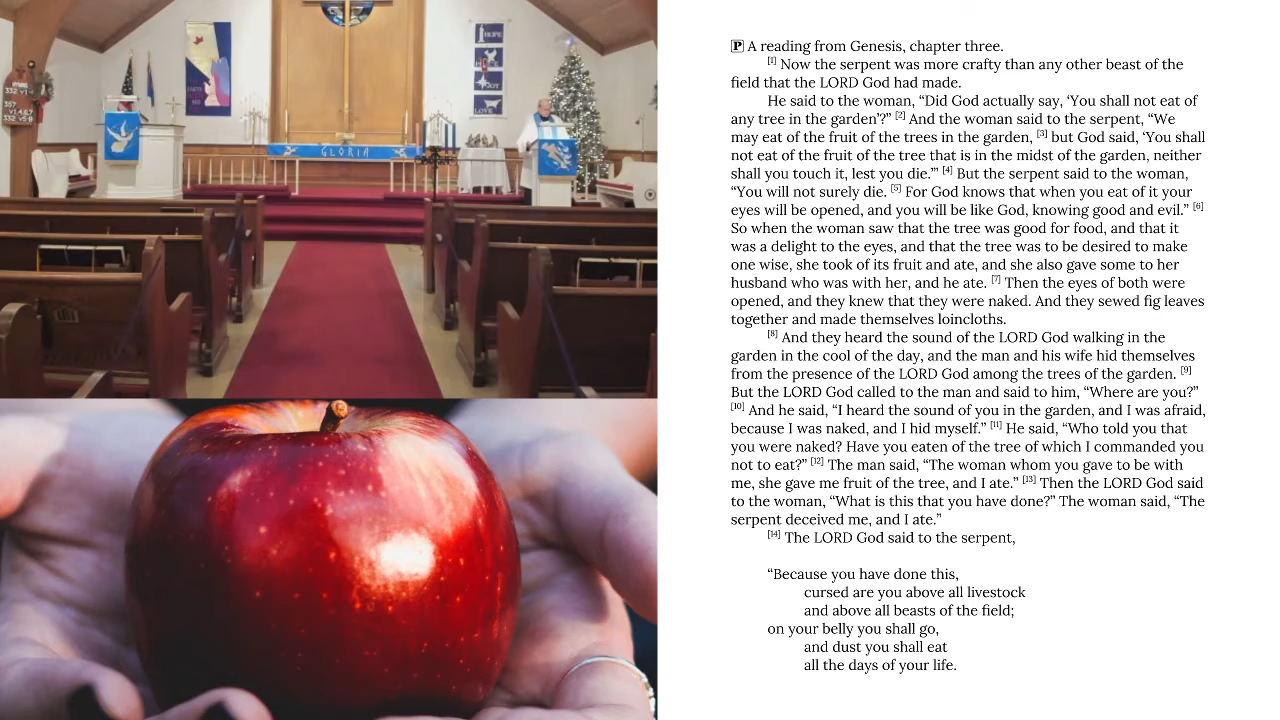 HOPE
JOY
LOVE
332 v1-
357
v1,4,6,7
332 v5-8
GLORIA
P A reading from Genesis, chapter three.
[1] Now the serpent was more crafty than any other beast of the
field that the LORD God had made.
He said to the woman, “Did God actually say, ‘You shall not eat of
any tree in the garden’?” [2] And the woman said to the serpent, “We
may eat of the fruit of the trees in the garden, [3] but God said, ‘You shall
not eat of the fruit of the tree that is in the midst of the garden, neither
shall you touch it, lest you die.’” [4] But the serpent said to the woman,
“You will not surely die. [5] For God knows that when you eat of it your
eyes will be opened, and you will be like God, knowing good and evil.” [6]
So when the woman saw that the tree was good for food, and that it
was a delight to the eyes, and that the tree was to be desired to make
one wise, she took of its fruit and ate, and she also gave some to her
husband who was with her, and he ate. [7] Then the eyes of both were
opened, and they knew that they were naked. And they sewed fig leaves
together and made themselves loincloths.
[8] And they heard the sound of the LORD God walking in the
garden in the cool of the day, and the man and his wife hid themselves
from the presence of the LORD God among the trees of the garden. [9]
But the LORD God called to the man and said to him, “Where are you?”
[10] And he said, “I heard the sound of you in the garden, and I was afraid,
because I was naked, and I hid myself.” [11] He said, “Who told you that
you were naked? Have you eaten of the tree of which I commanded you
not to eat?” [12] The man said, “The woman whom you gave to be with
me, she gave me fruit of the tree, and I ate.” [13] Then the LORD God said
to the woman, “What is this that you have done?” The woman said, “The
serpent deceived me, and I ate.”
[14] The LORD God said to the serpent,
“Because you have done this,
cursed are you above all livestock
and above all beasts of the field;
on your belly you shall go,
and dust you shall eat
all the days of your life.